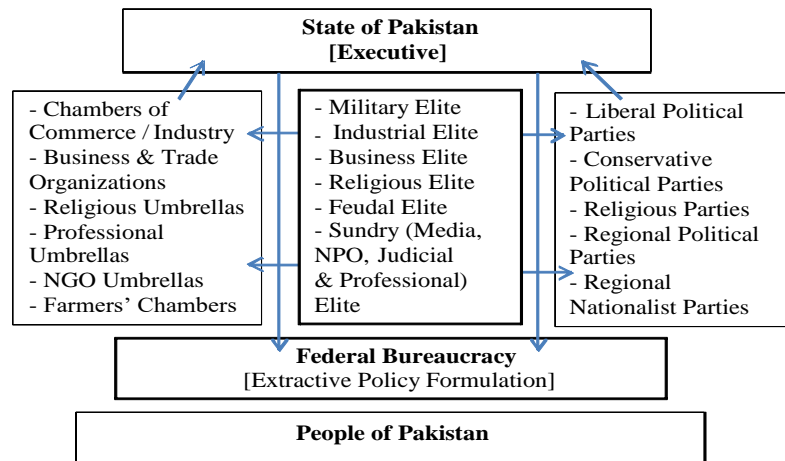 State of Pakistan
[Executive]
- Chambers of
Commerce / Industry
- Business & Trade
Organizations
- Religious Umbrellas
- Professional
Umbrellas
- NGO Umbrellas
- Farmers’ Chambers
- Military Elite
- Industrial Elite
- Business Elite
- Religious Elite
- Feudal Elite
- Sundry (Media,
NPO, Judicial
& Professional)
Elite
- Liberal Political
Parties
- Conservative
Political Parties
- Religious Parties
- Regional Political
Parties
- Regional
Nationalist Parties
Federal Bureaucracy
[Extractive Policy Formulation]
People of Pakistan